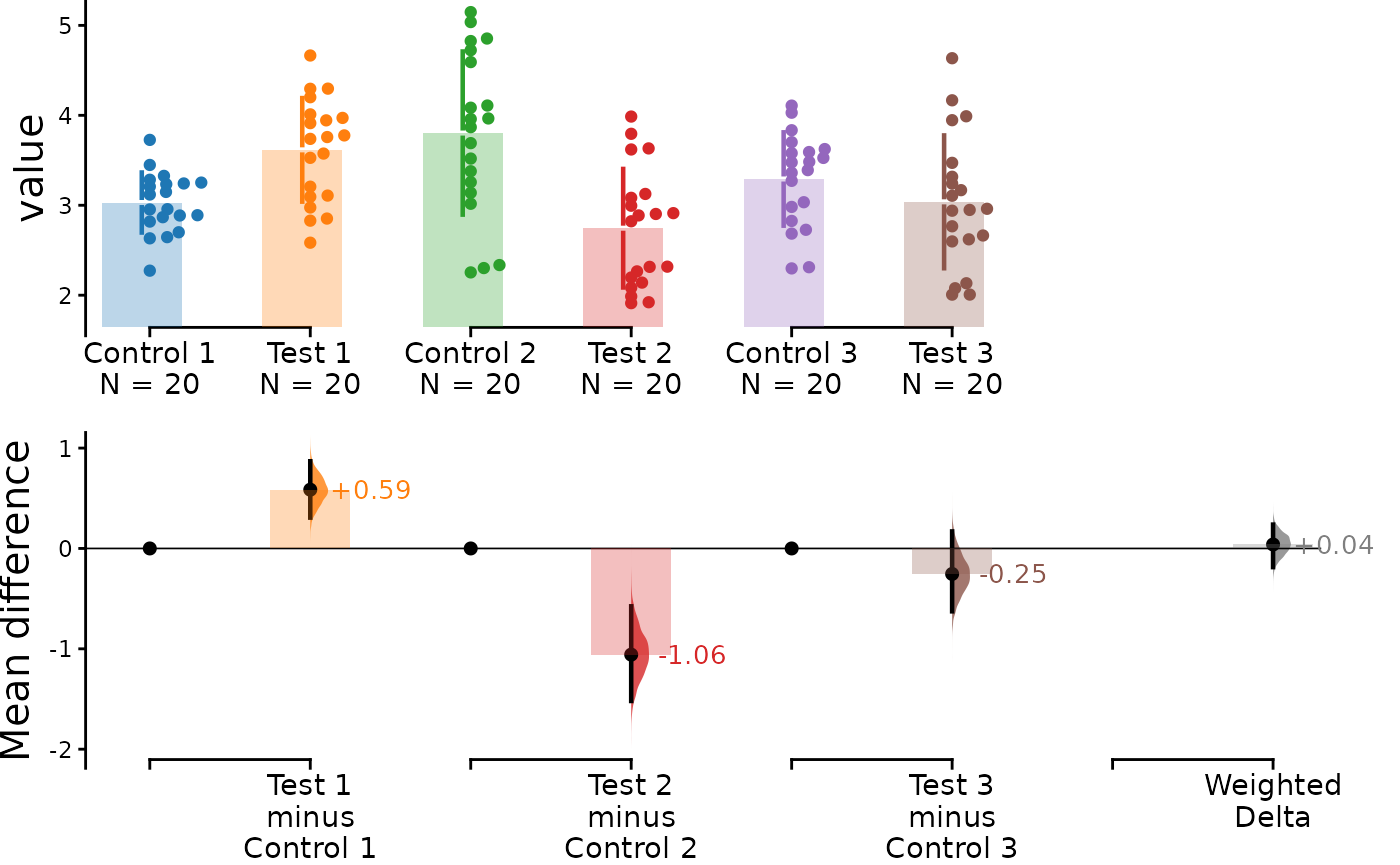 5
4
3
2
value
Control 1 Test 1 Control 2 Test 2 Control 3 Test 3
N = 20 N = 20 N = 20 N = 20 N = 20 N = 20
1
0
-1
-2
Mean difference
+0.59
-1.06
-0.25
+0.04
Test 1
minus
Control 1
Test 2
minus
Control 2
Test 3
minus
Control 3
Weighted
Delta